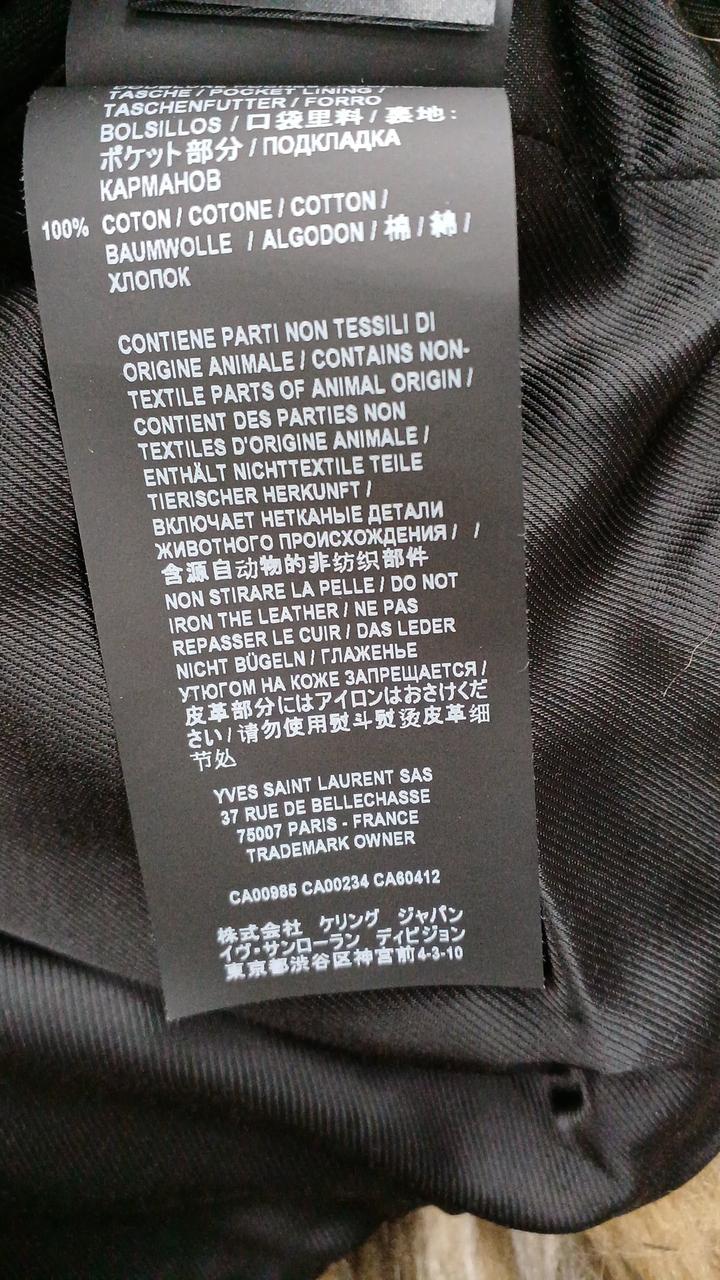 TASCHE / POCKET LINING /
TASCHENFUTTER / FORRO
BOLSILLOS / 口袋里料 / 裏地:
ポケット部分 / ПОДКЛАДКА
КАРМАНОВ
100% COTON / COTONE / COTTON /
BAUMWOLLE / ALGODON / 棉 / 綿 /
ХЛОПОК
CONTIENE PARTI NON TESSILI DI
ORIGINE ANIMALE / CONTAINS NON-
TEXTILE PARTS OF ANIMAL ORIGIN /
CONTIENT DES PARTIES NON
TEXTILES D'ORIGINE ANIMALE /
ENTHÄLT NICHTTEXTILE TEILE
TIERISCHER HERKUNFT /
ВКЛЮЧАЕТ НЕТКАНЫЕ ДЕТАЛИ
ЖИВОТНОГО ПРОИСХОЖДЕНИЯ / /
含源自动物的非纺织部件
NON STIRARE LA PELLE / DO NOT
IRON THE LEATHER / NE PAS
REPASSER LE CUIR / DAS LEDER
NICHT BÜGELN / ГЛАЖЕНЬЕ
УТЮГОМ НА КОЖЕ ЗАПРЕЩАЕТСЯ /
皮革部分にはアイロンはおさけくだ
さい / 请勿使用熨斗熨烫皮革细
节处
YVES SAINT LAURENT SAS
37 RUE DE BELLECHASSE
75007 PARIS - FRANCE
TRADEMARK OWNER
CA00985 CA00234 CA60412
株式会社 ケリング ジャパン
イヴ・サンローラン ディビジョン
東京都渋谷区神宮前4-3-10